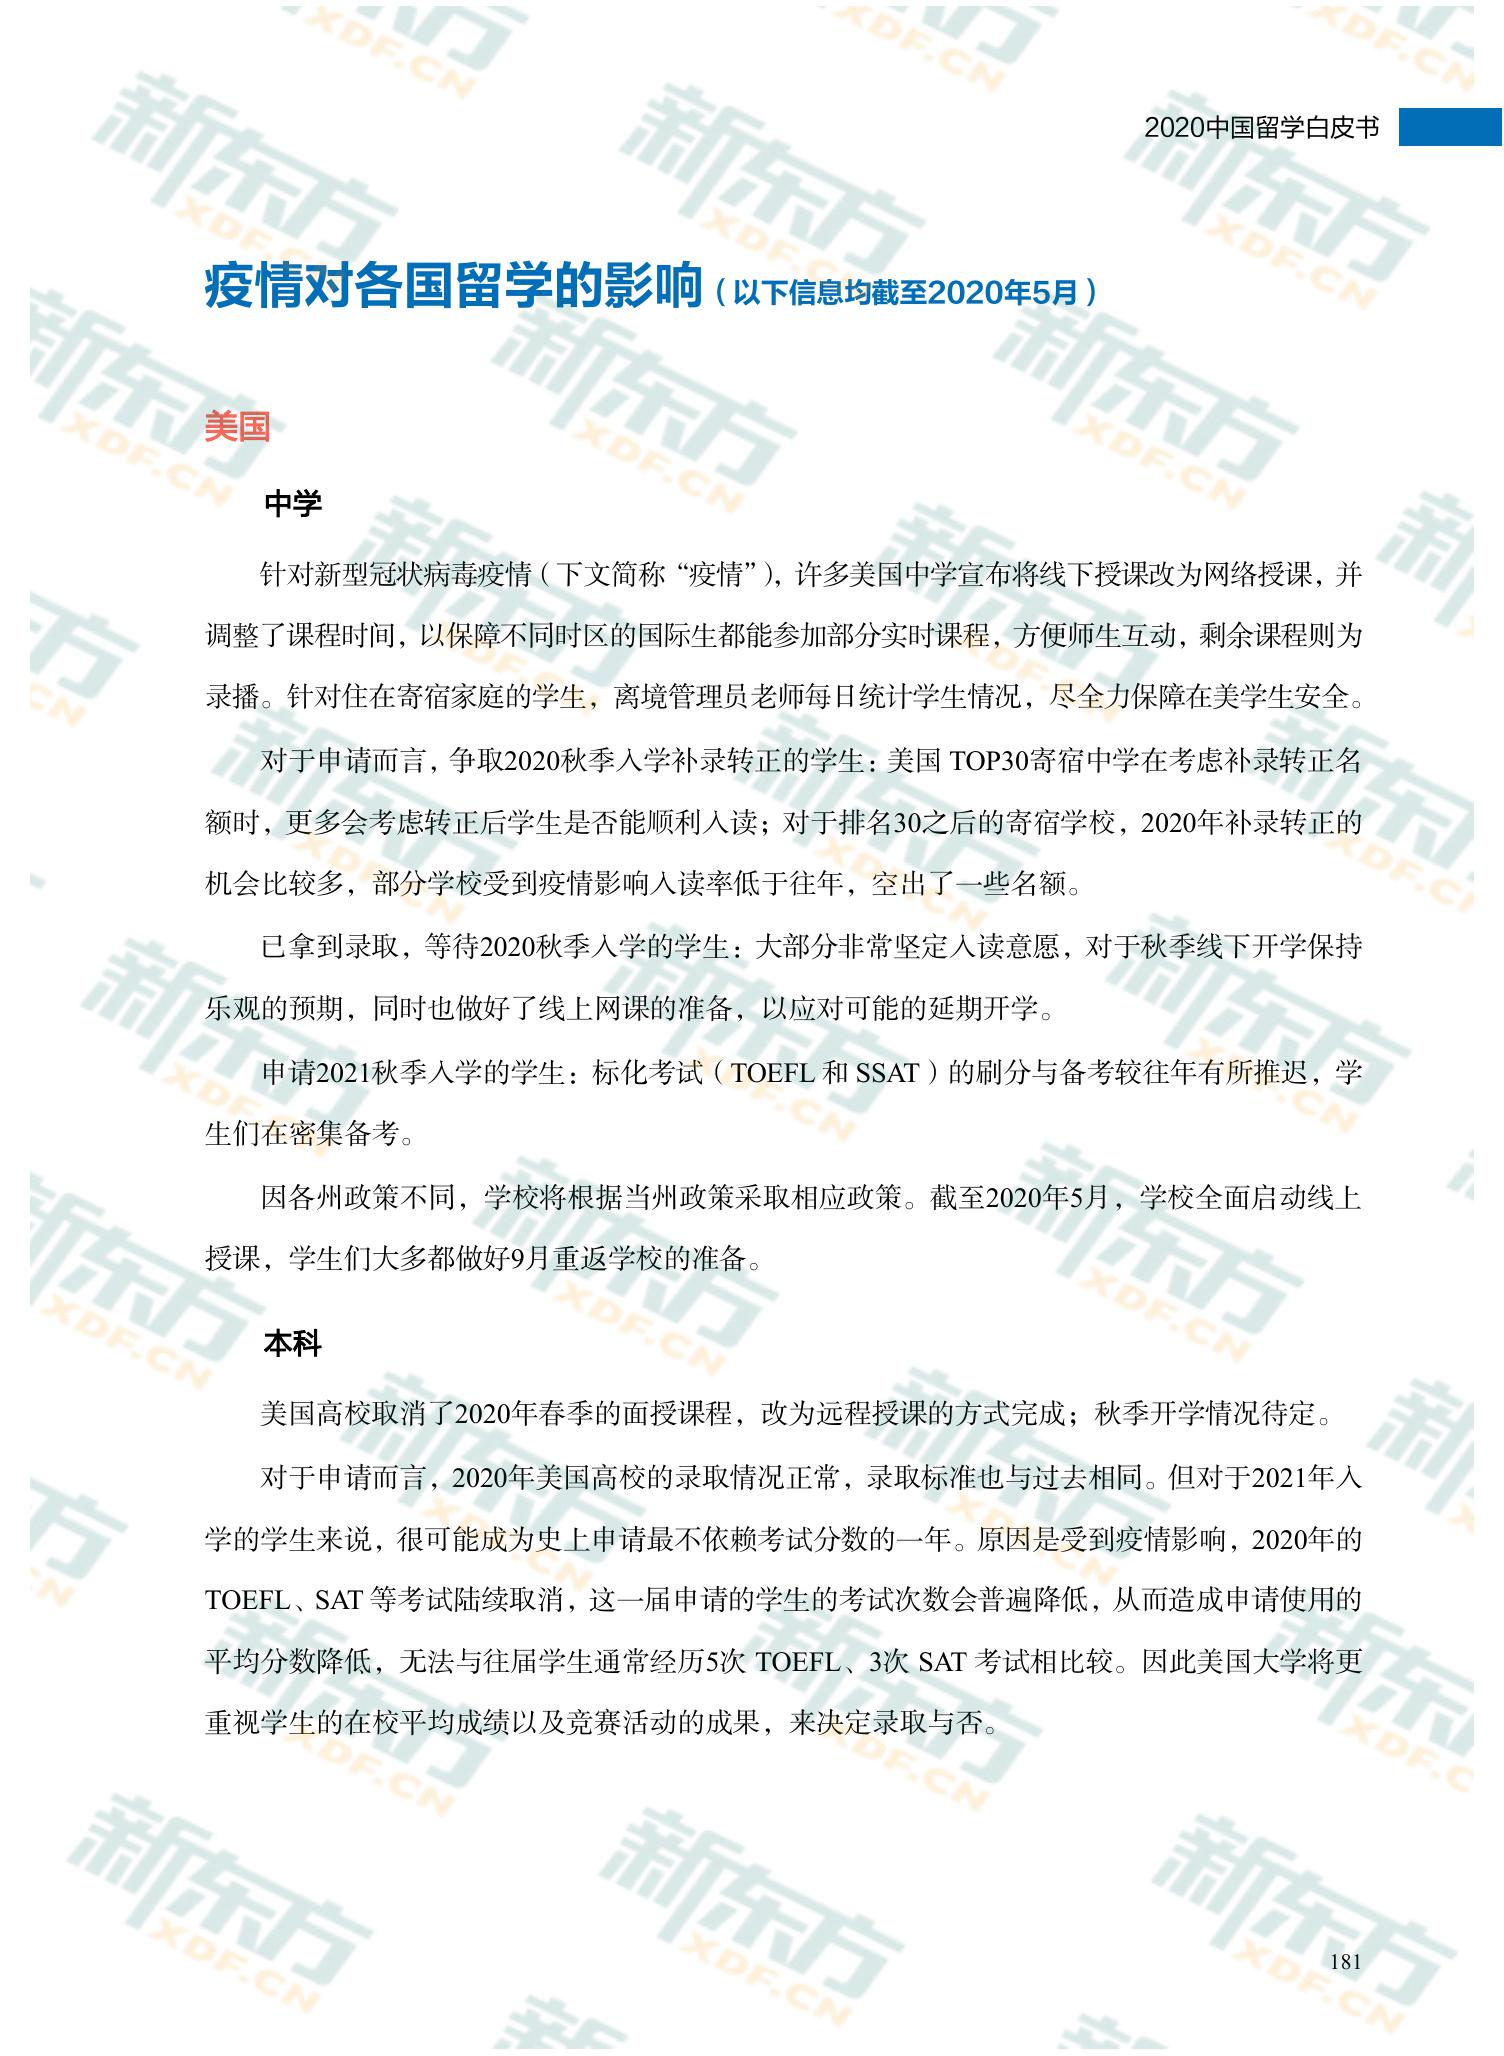 2020中国留学白皮书
疫情对各国留学的影响（以下信息均截至2020年5月）
美国
中学
针对新型冠状病毒疫情（下文简称“疫情”），许多美国中学宣布将线下授课改为网络授课，并
调整了课程时间，以保障不同时区的国际生都能参加部分实时课程，方便师生互动，剩余课程则为
录播。针对住在寄宿家庭的学生，离境管理员老师每日统计学生情况，尽全力保障在美学生安全。
对于申请而言，争取2020秋季入学补录转正的学生：美国 TOP30寄宿中学在考虑补录转正名
额时，更多会考虑转正后学生是否能顺利入读；对于排名30之后的寄宿学校，2020年补录转正的
机会比较多，部分学校受到疫情影响入读率低于往年，空出了一些名额。
已拿到录取，等待2020秋季入学的学生：大部分非常坚定入读意愿，对于秋季线下开学保持
乐观的预期，同时也做好了线上网课的准备，以应对可能的延期开学。
申请2021秋季入学的学生：标化考试（TOEFL 和 SSAT）的刷分与备考较往年有所推迟，学
生们在密集备考。
因各州政策不同，学校将根据当州政策采取相应政策。截至2020年5月，学校全面启动线上
授课，学生们大多都做好9月重返学校的准备。
本科
美国高校取消了2020年春季的面授课程，改为远程授课的方式完成；秋季开学情况待定。
对于申请而言，2020年美国高校的录取情况正常，录取标准也与过去相同。但对于2021年入
学的学生来说，很可能成为史上申请最不依赖考试分数的一年。原因是受到疫情影响，2020年的
TOEFL、SAT 等考试陆续取消，这一届申请的学生的考试次数会普遍降低，从而造成申请使用的
平均分数降低，无法与往届学生通常经历5次 TOEFL、3次 SAT 考试相比较。因此美国大学将更
重视学生的在校平均成绩以及竞赛活动的成果，来决定录取与否。
181
新东方
XDF.CN